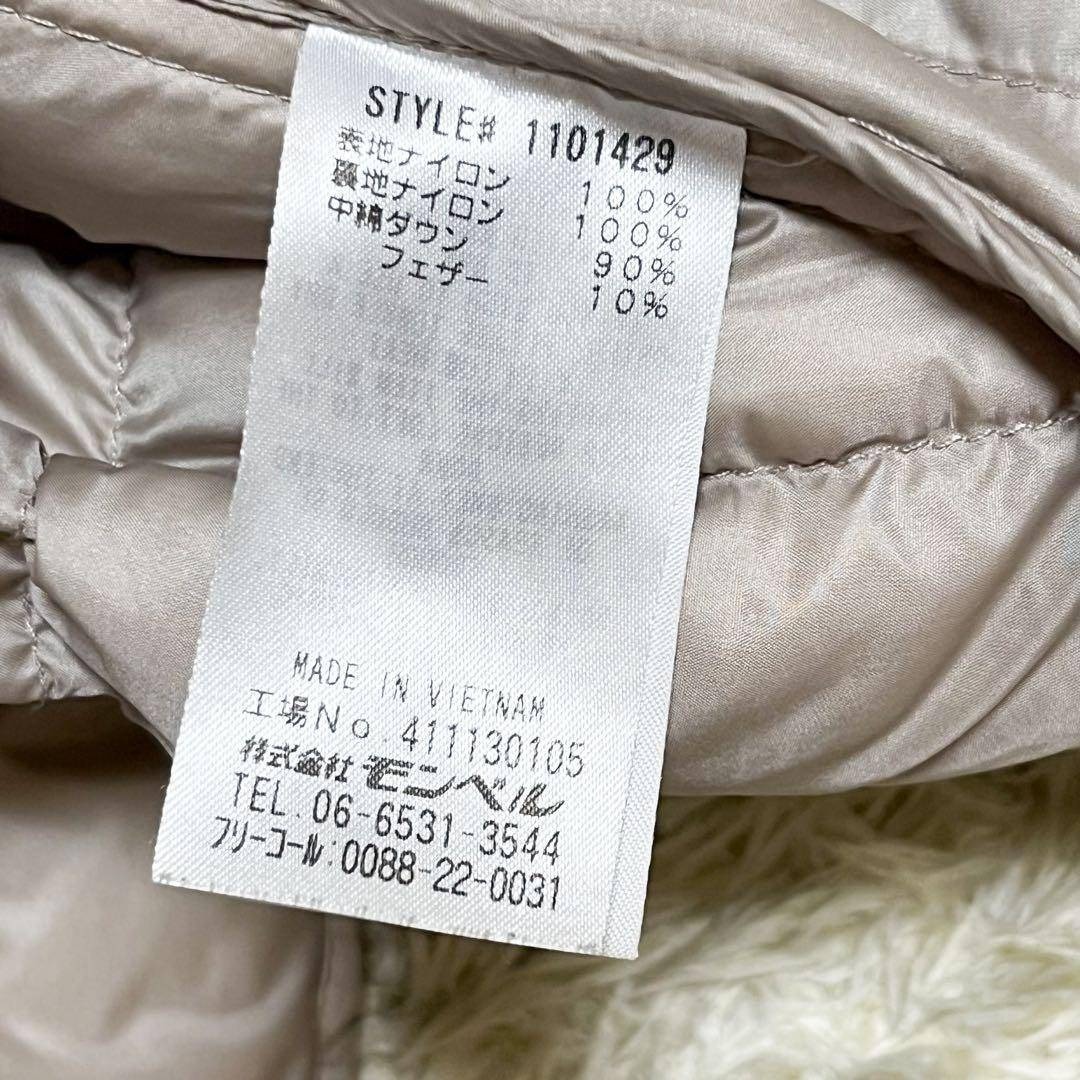 STYLE# 1101429
表地ナイロン 100%
裏地ナイロン 100%
中綿ダウン 90%
フェザー 10%
MADE IN VIETNAM
工場No.411130105
株式会社モンベル
TEL.06-6531-3544
フリーコール:0088-22-0031